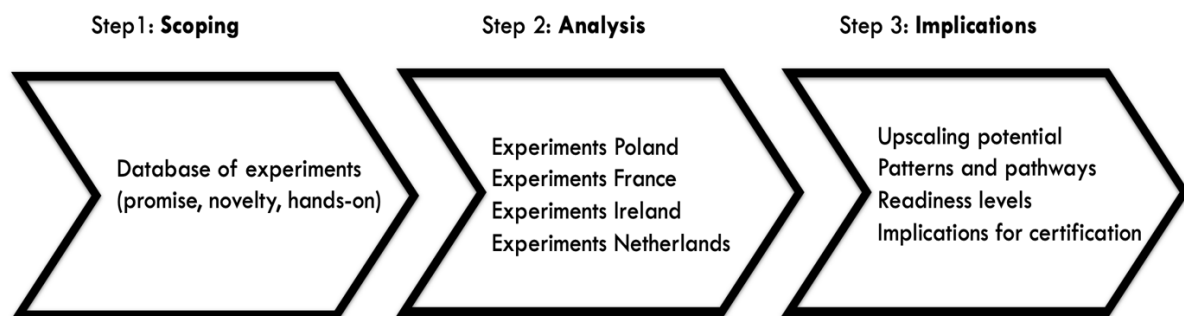 Step1: Scoping
Step 2: Analysis
Step 3: Implications
Database of experiments
(promise, novelty, hands-on)
Experiments Poland
Experiments France
Experiments Ireland
Experiments Netherlands
Upscaling potential
Patterns and pathways
Readiness levels
Implications for certification